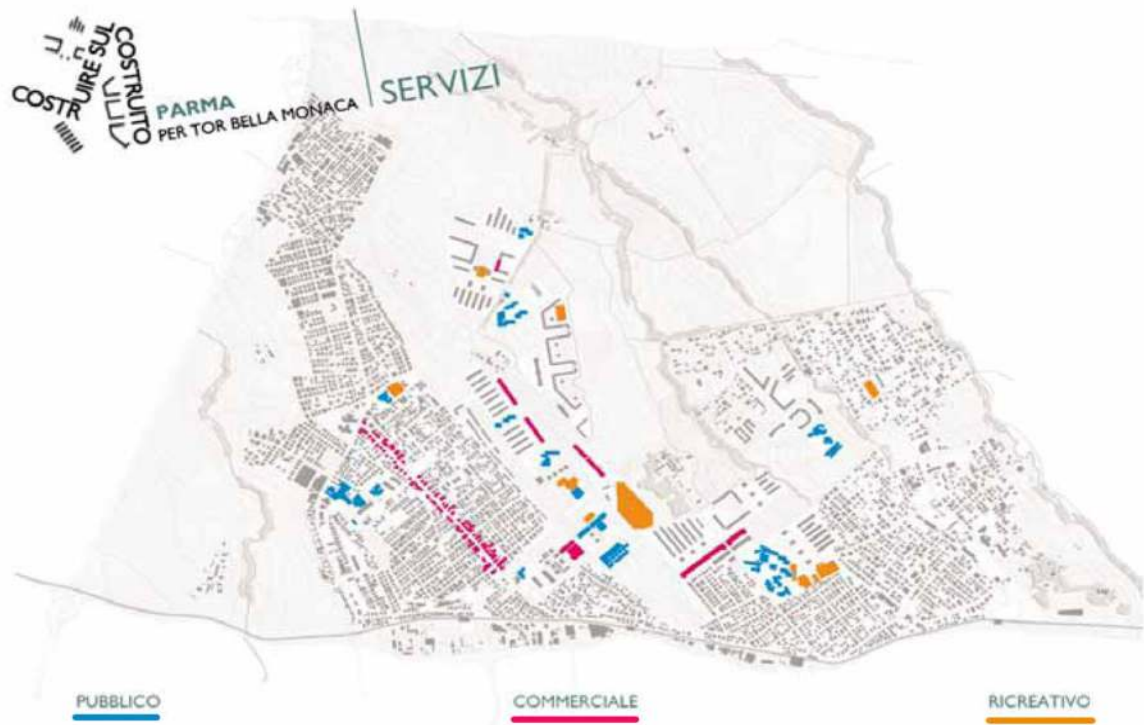 COSTRUIRE SUL
COSTRUITO
PARMA
PER TOR BELLA MONACA
SERVIZI
PUBBLICO
COMMERCIALE
RICREATIVO